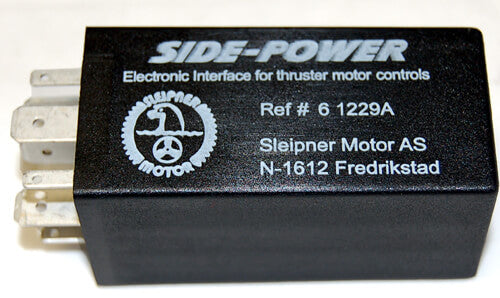 SIDE-POWER
Electronic Interface for thruster motor controls
SLEIPNER
MOTOR
Ref # 6 1229A
Sleipner Motor AS
N-1612 Fredrikstad